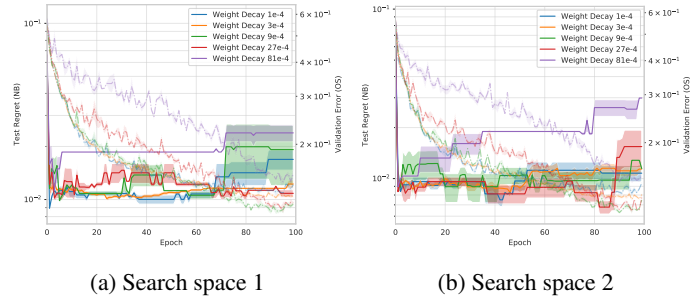 10⁻¹
10⁻²
Test Regret (NB)
Weight Decay 1e-4
Weight Decay 3e-4
Weight Decay 9e-4
Weight Decay 27e-4
Weight Decay 81e-4
6 × 10⁻¹
4 × 10⁻¹
3 × 10⁻¹
2 × 10⁻¹
Validation Error (OS)
0 20 40 60 80 100
Epoch
(a) Search space 1
10⁻¹
10⁻²
Test Regret (NB)
Weight Decay 1e-4
Weight Decay 3e-4
Weight Decay 9e-4
Weight Decay 27e-4
Weight Decay 81e-4
6 × 10⁻¹
4 × 10⁻¹
3 × 10⁻¹
2 × 10⁻¹
Validation Error (OS)
0 20 40 60 80 100
Epoch
(b) Search space 2